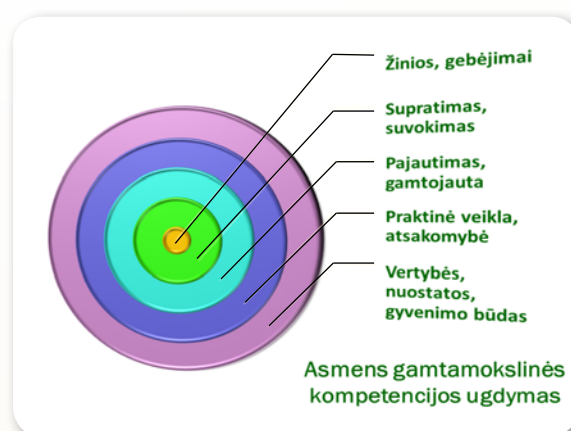 Žinios, gebėjimai
Supratimas,
suvokimas
Pajautimas,
gamtojauta
Praktinė veikla,
atsakomybė
Vertybės,
nuostatos,
gyvenimo būdas
Asmens gamtamokslinės
kompetencijos ugdymas